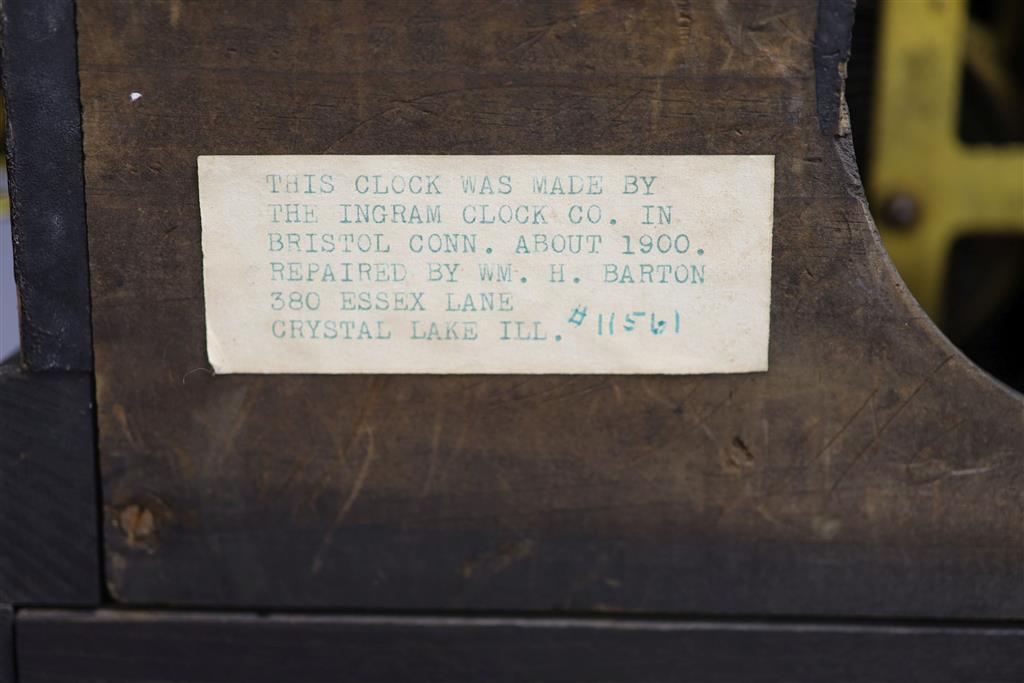 THIS CLOCK WAS MADE BY
THE INGRAM CLOCK CO. IN
BRISTOL CONN. ABOUT 1900.
REPAIRED BY WM. H. BARTON
380 ESSEX LANE
CRYSTAL LAKE ILL. #11561